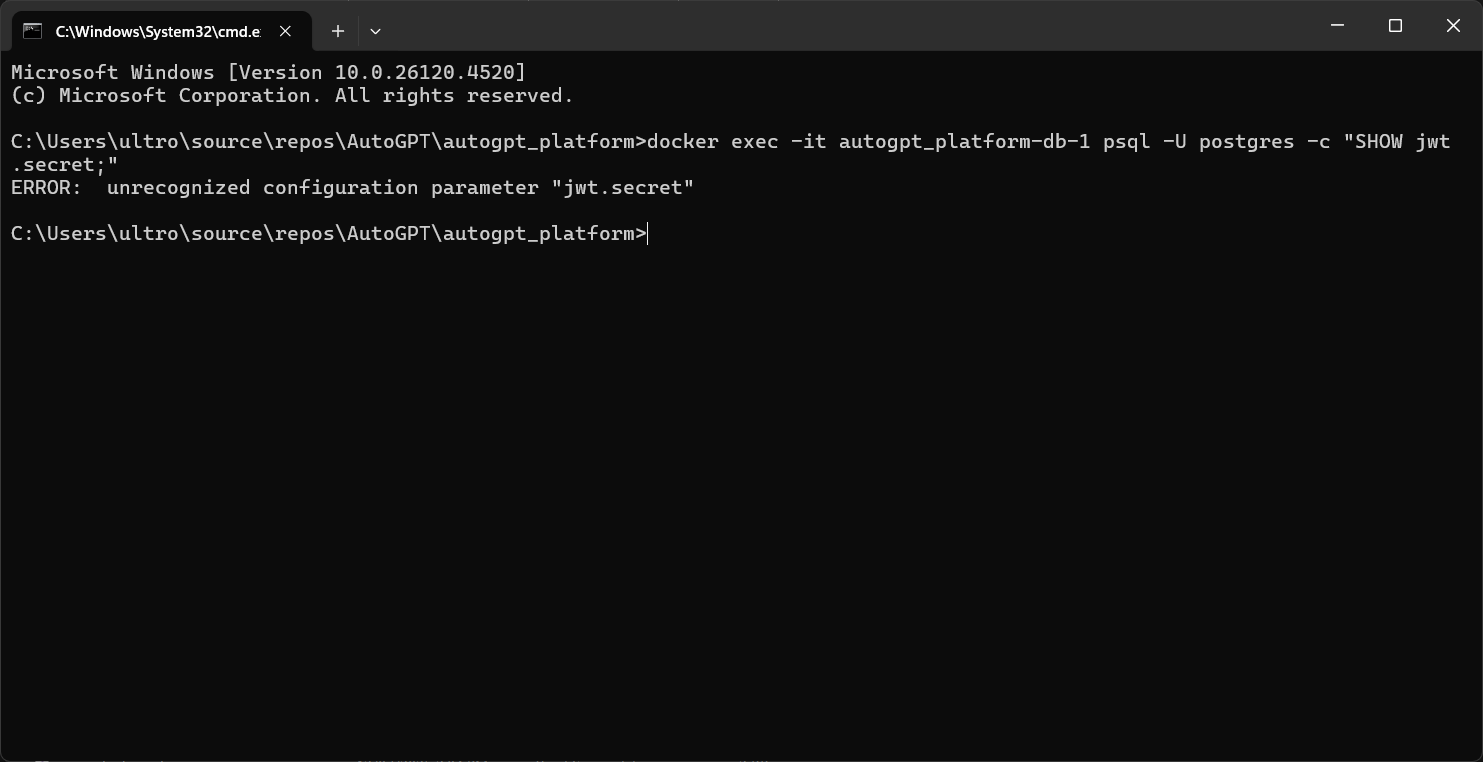 C:\Windows\System32\cmd.e
Microsoft Windows [Version 10.0.26120.4520]
(c) Microsoft Corporation. All rights reserved.
C:\Users\ultro\source\repos\AutoGPT\autogpt_platform>docker exec -it autogpt_platform-db-1 psql -U postgres -c "SHOW jwt
.secret;"
ERROR:  unrecognized configuration parameter "jwt.secret"
C:\Users\ultro\source\repos\AutoGPT\autogpt_platform>